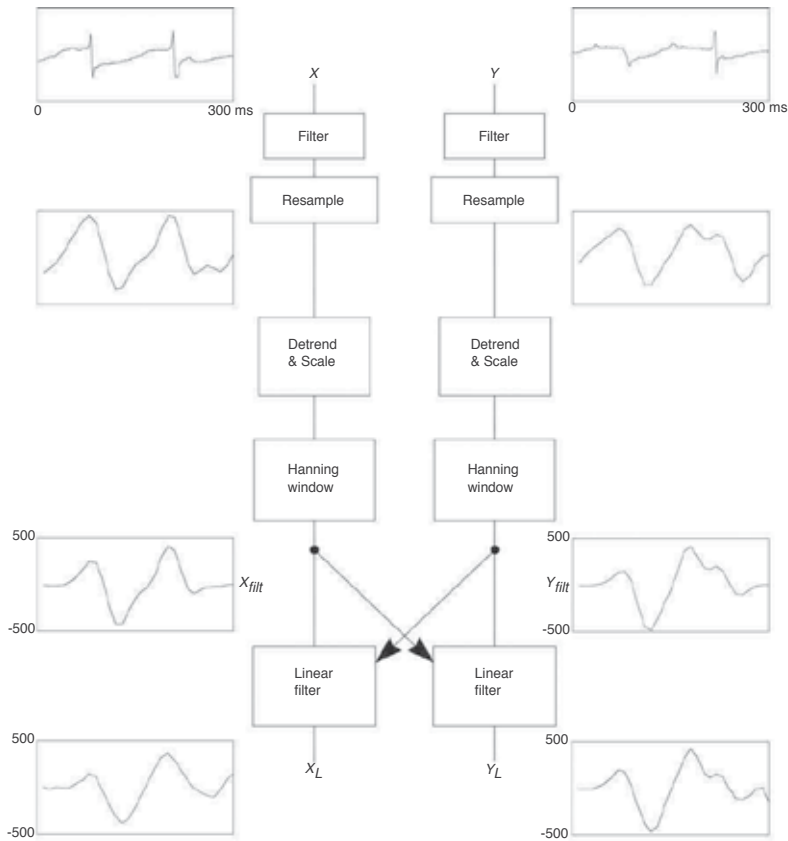 X Y
0 300 ms 0 300 ms
Filter Filter
Resample Resample
Detrend Detrend
& Scale & Scale
Hanning Hanning
window window
500 500
X_filt Y_filt
-500 -500
Linear Linear
filter filter
500 500
X_L Y_L
-500 -500